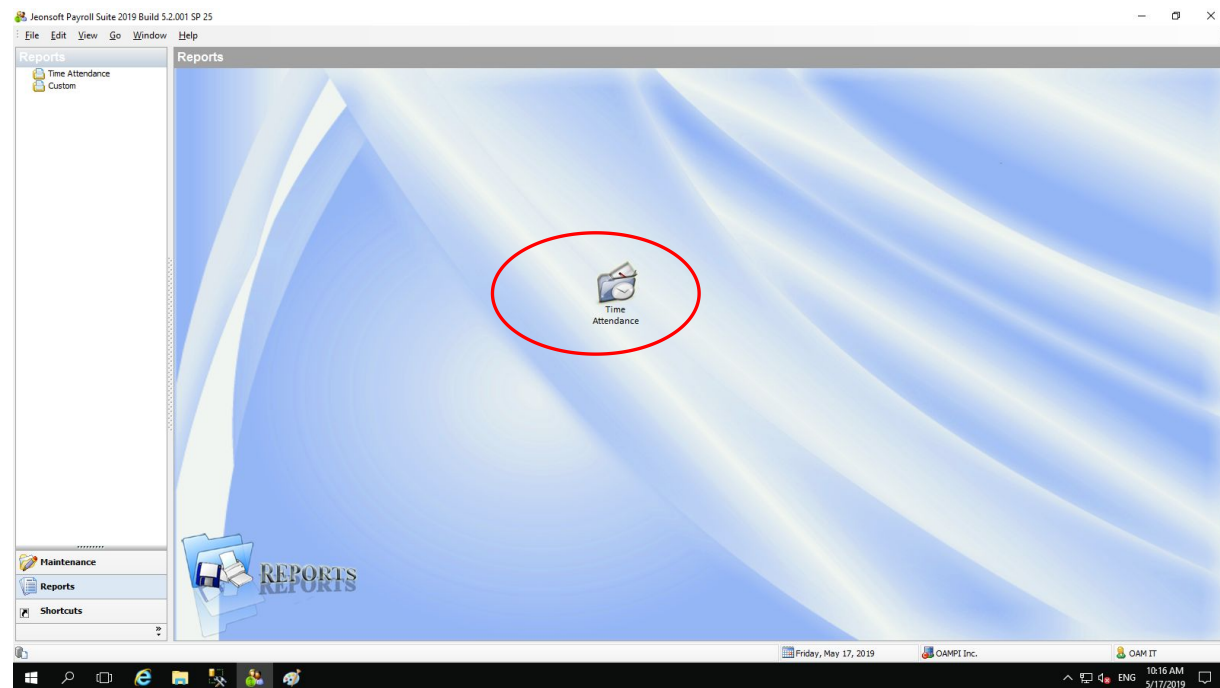 Jeonsoft Payroll Suite 2019 Build 5.2.001 SP 25
File Edit View Go Window Help
Reports
Time Attendance
Custom
Maintenance
Reports
Shortcuts
Reports
Time
Attendance
REPORTS
Friday, May 17, 2019 OAMPI Inc. OAM IT
ENG
10:16 AM
5/17/2019